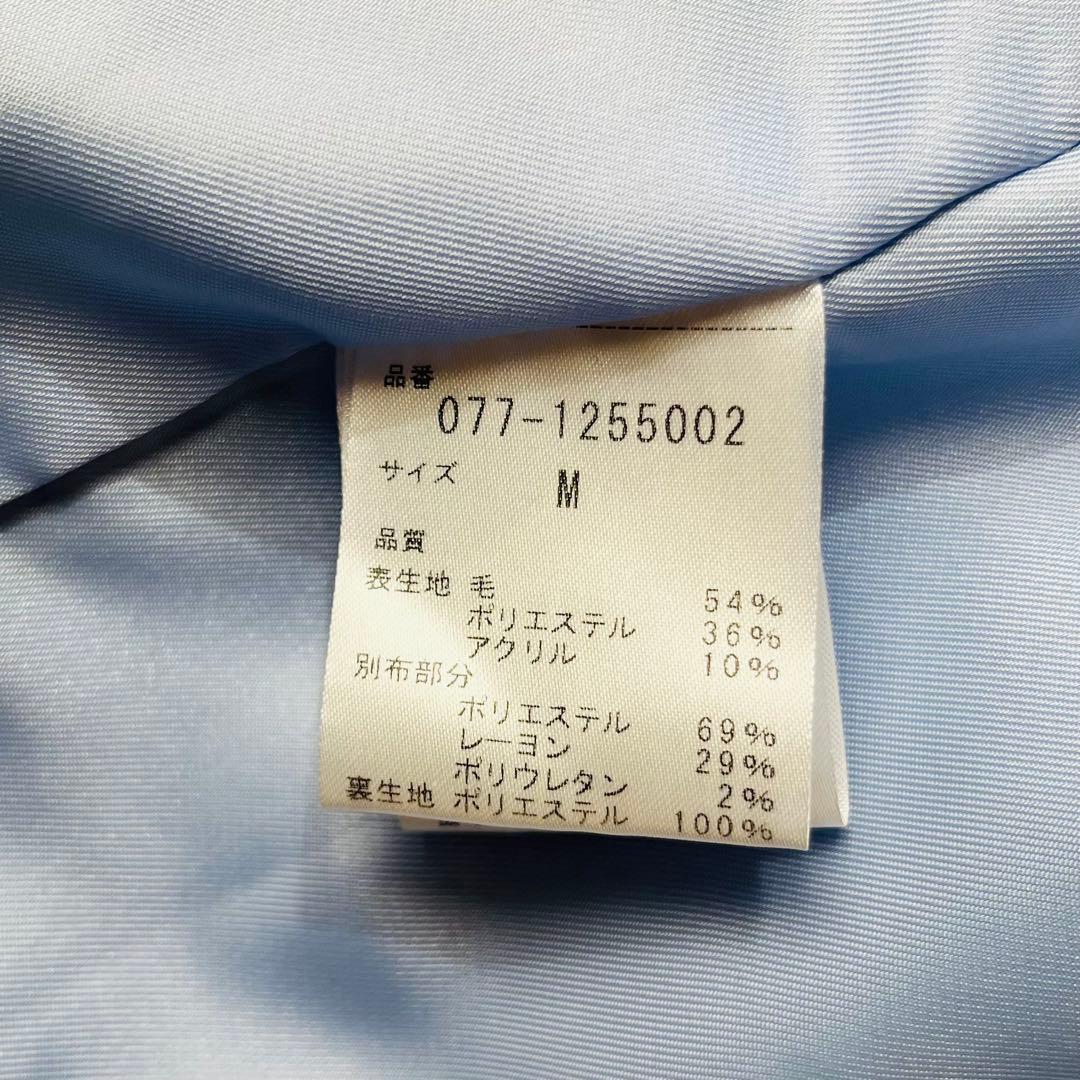 品番
077-1255002
サイズ M
品質
表生地 毛 54%
ポリエステル 36%
アクリル 10%
別布部分
ポリエステル 69%
レーヨン 29%
ポリウレタン 2%
裏生地 ポリエステル 100%